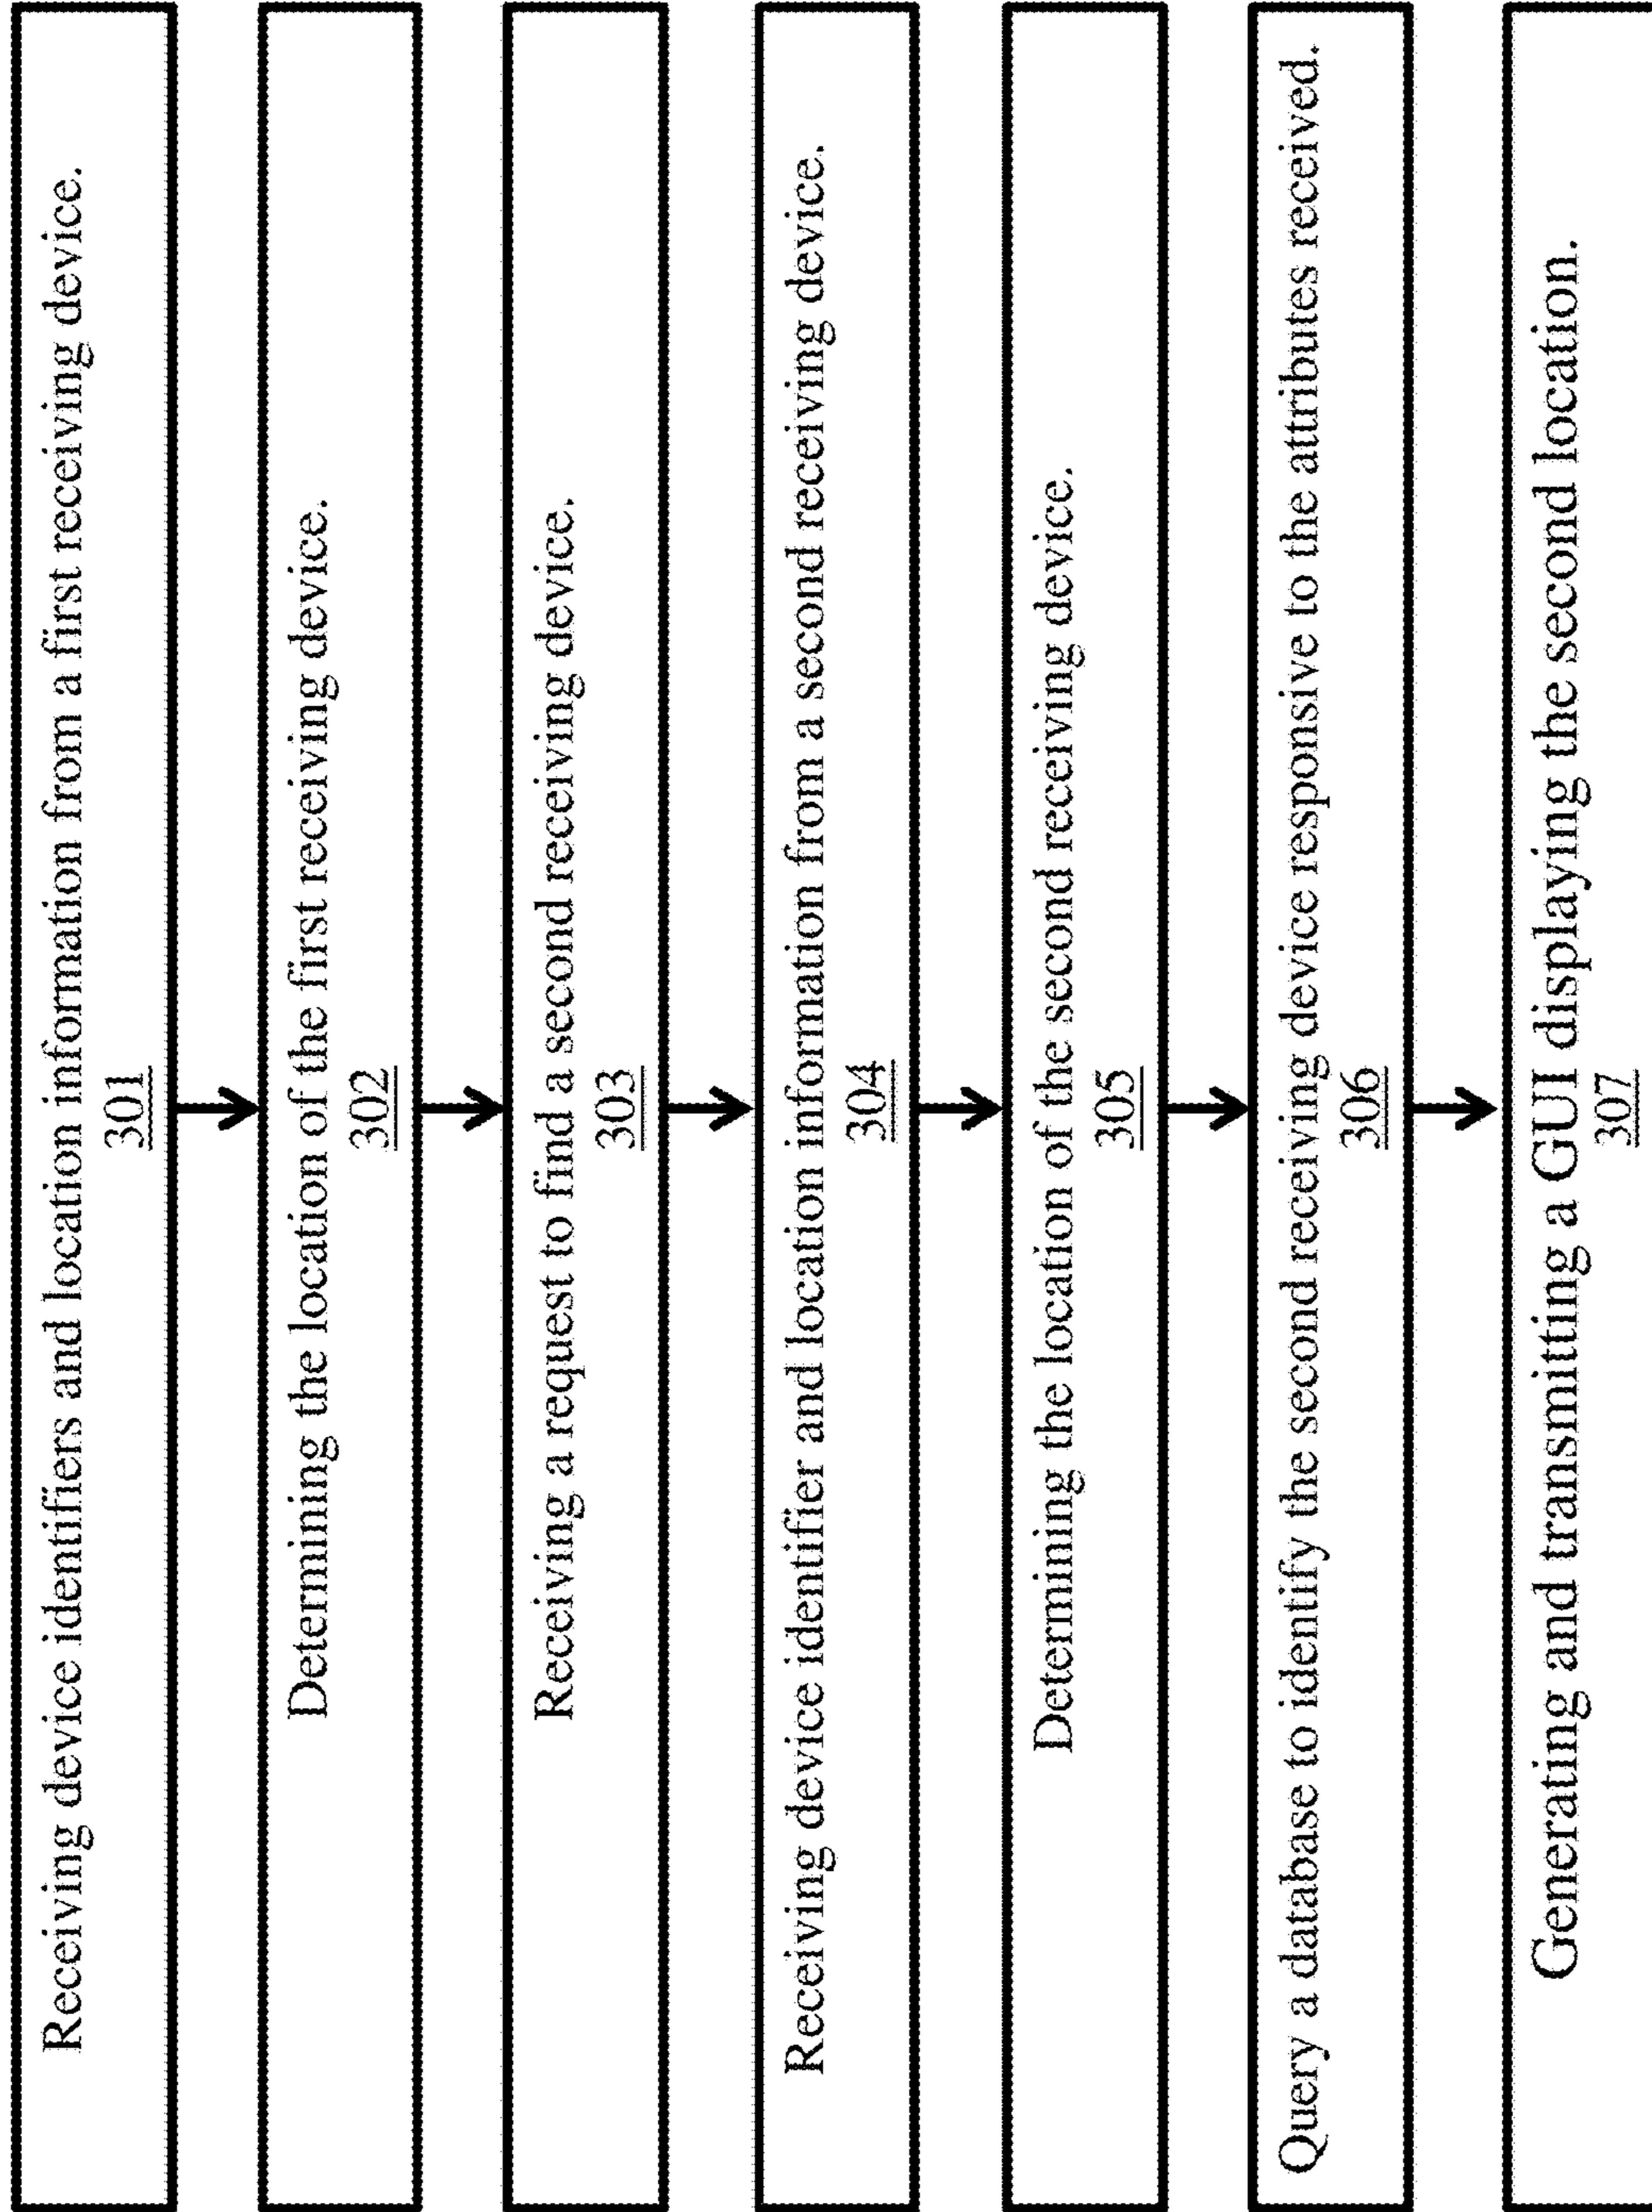 Receiving device identifiers and location information from a first receiving device.
301
Determining the location of the first receiving device.
302
Receiving a request to find a second receiving device.
303
Receiving device identifier and location information from a second receiving device.
304
Determining the location of the second receiving device.
305
Query a database to identify the second receiving device responsive to the attributes received.
306
Generating and transmitting a GUI displaying the second location.
307